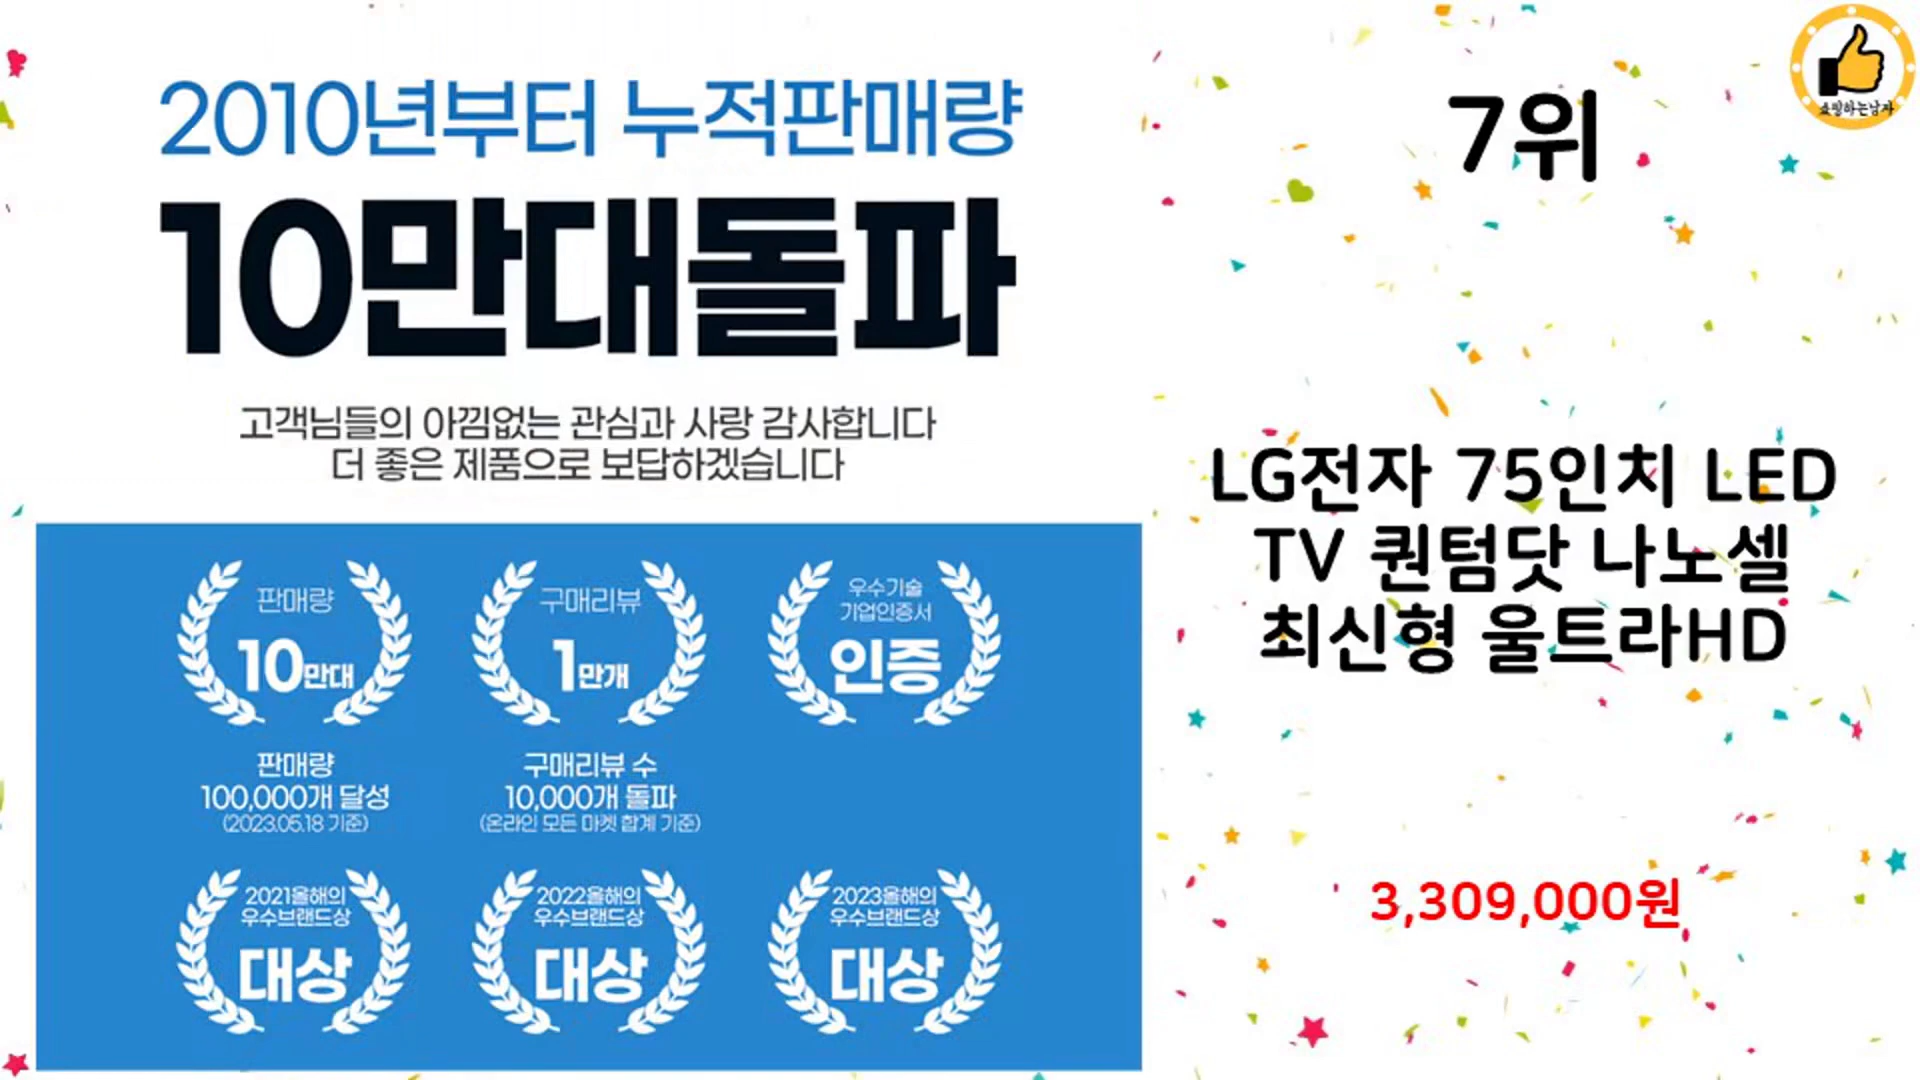 2010년부터 누적판매량
10만대돌파
고객님들의 아낌없는 관심과 사랑 감사합니다
더 좋은 제품으로 보답하겠습니다
판매량
10만대
판매량
100,000개 달성
(2023.05.18 기준)
구매리뷰
1만개
구매리뷰 수
10,000개 돌파
(온라인 모든 마켓 합계 기준)
우수기술
기업인증서
인증
2021올해의
우수브랜드상
대상
2022올해의
우수브랜드상
대상
2023올해의
우수브랜드상
대상
쇼핑하는남자
7위
LG전자 75인치 LED
TV 퀀텀닷 나노셀
최신형 울트라HD
3,309,000원